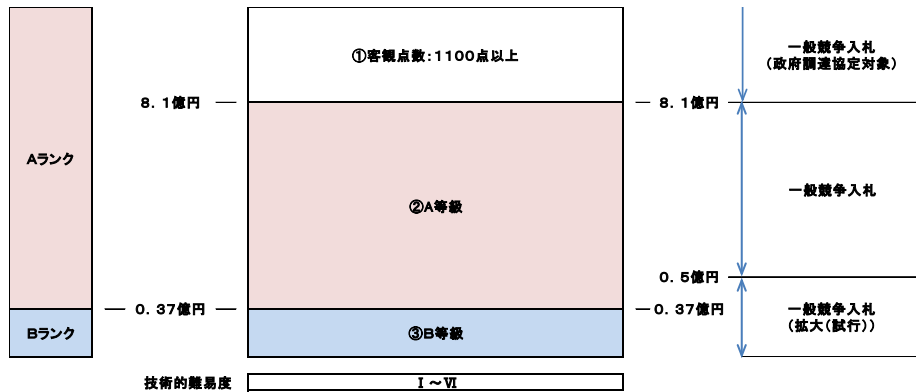 ①客観点数：1100点以上
一般競争入札
（政府調達協定対象）
8．1億円
8．1億円
Aランク
②A等級
一般競争入札
0．5億円
0．37億円
0．37億円
Bランク
③B等級
一般競争入札
（拡大（試行））
技術的難易度
Ⅰ～Ⅵ